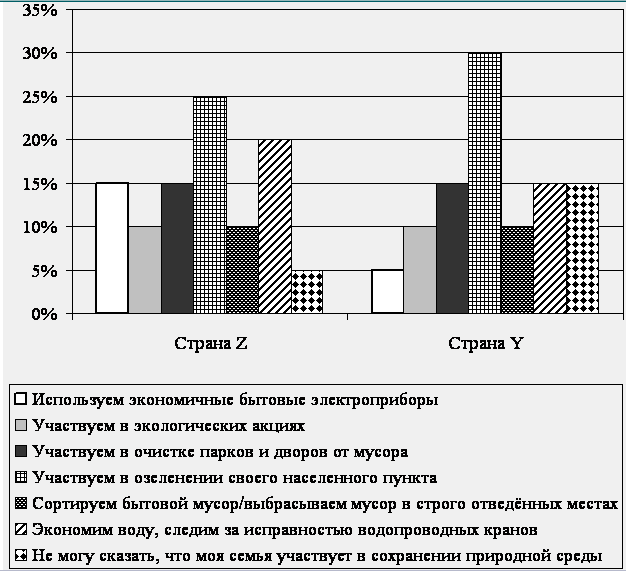 35%
30%
25%
20%
15%
10%
5%
0%
Страна Z
Страна Y
Используем экономичные бытовые электроприборы
Участвуем в экологических акциях
Участвуем в очистке парков и дворов от мусора
Участвуем в озеленении своего населенного пункта
Сортируем бытовой мусор/выбрасываем мусор в строго отведённых местах
Экономим воду, следим за исправностью водопроводных кранов
Не могу сказать, что моя семья участвует в сохранении природной среды